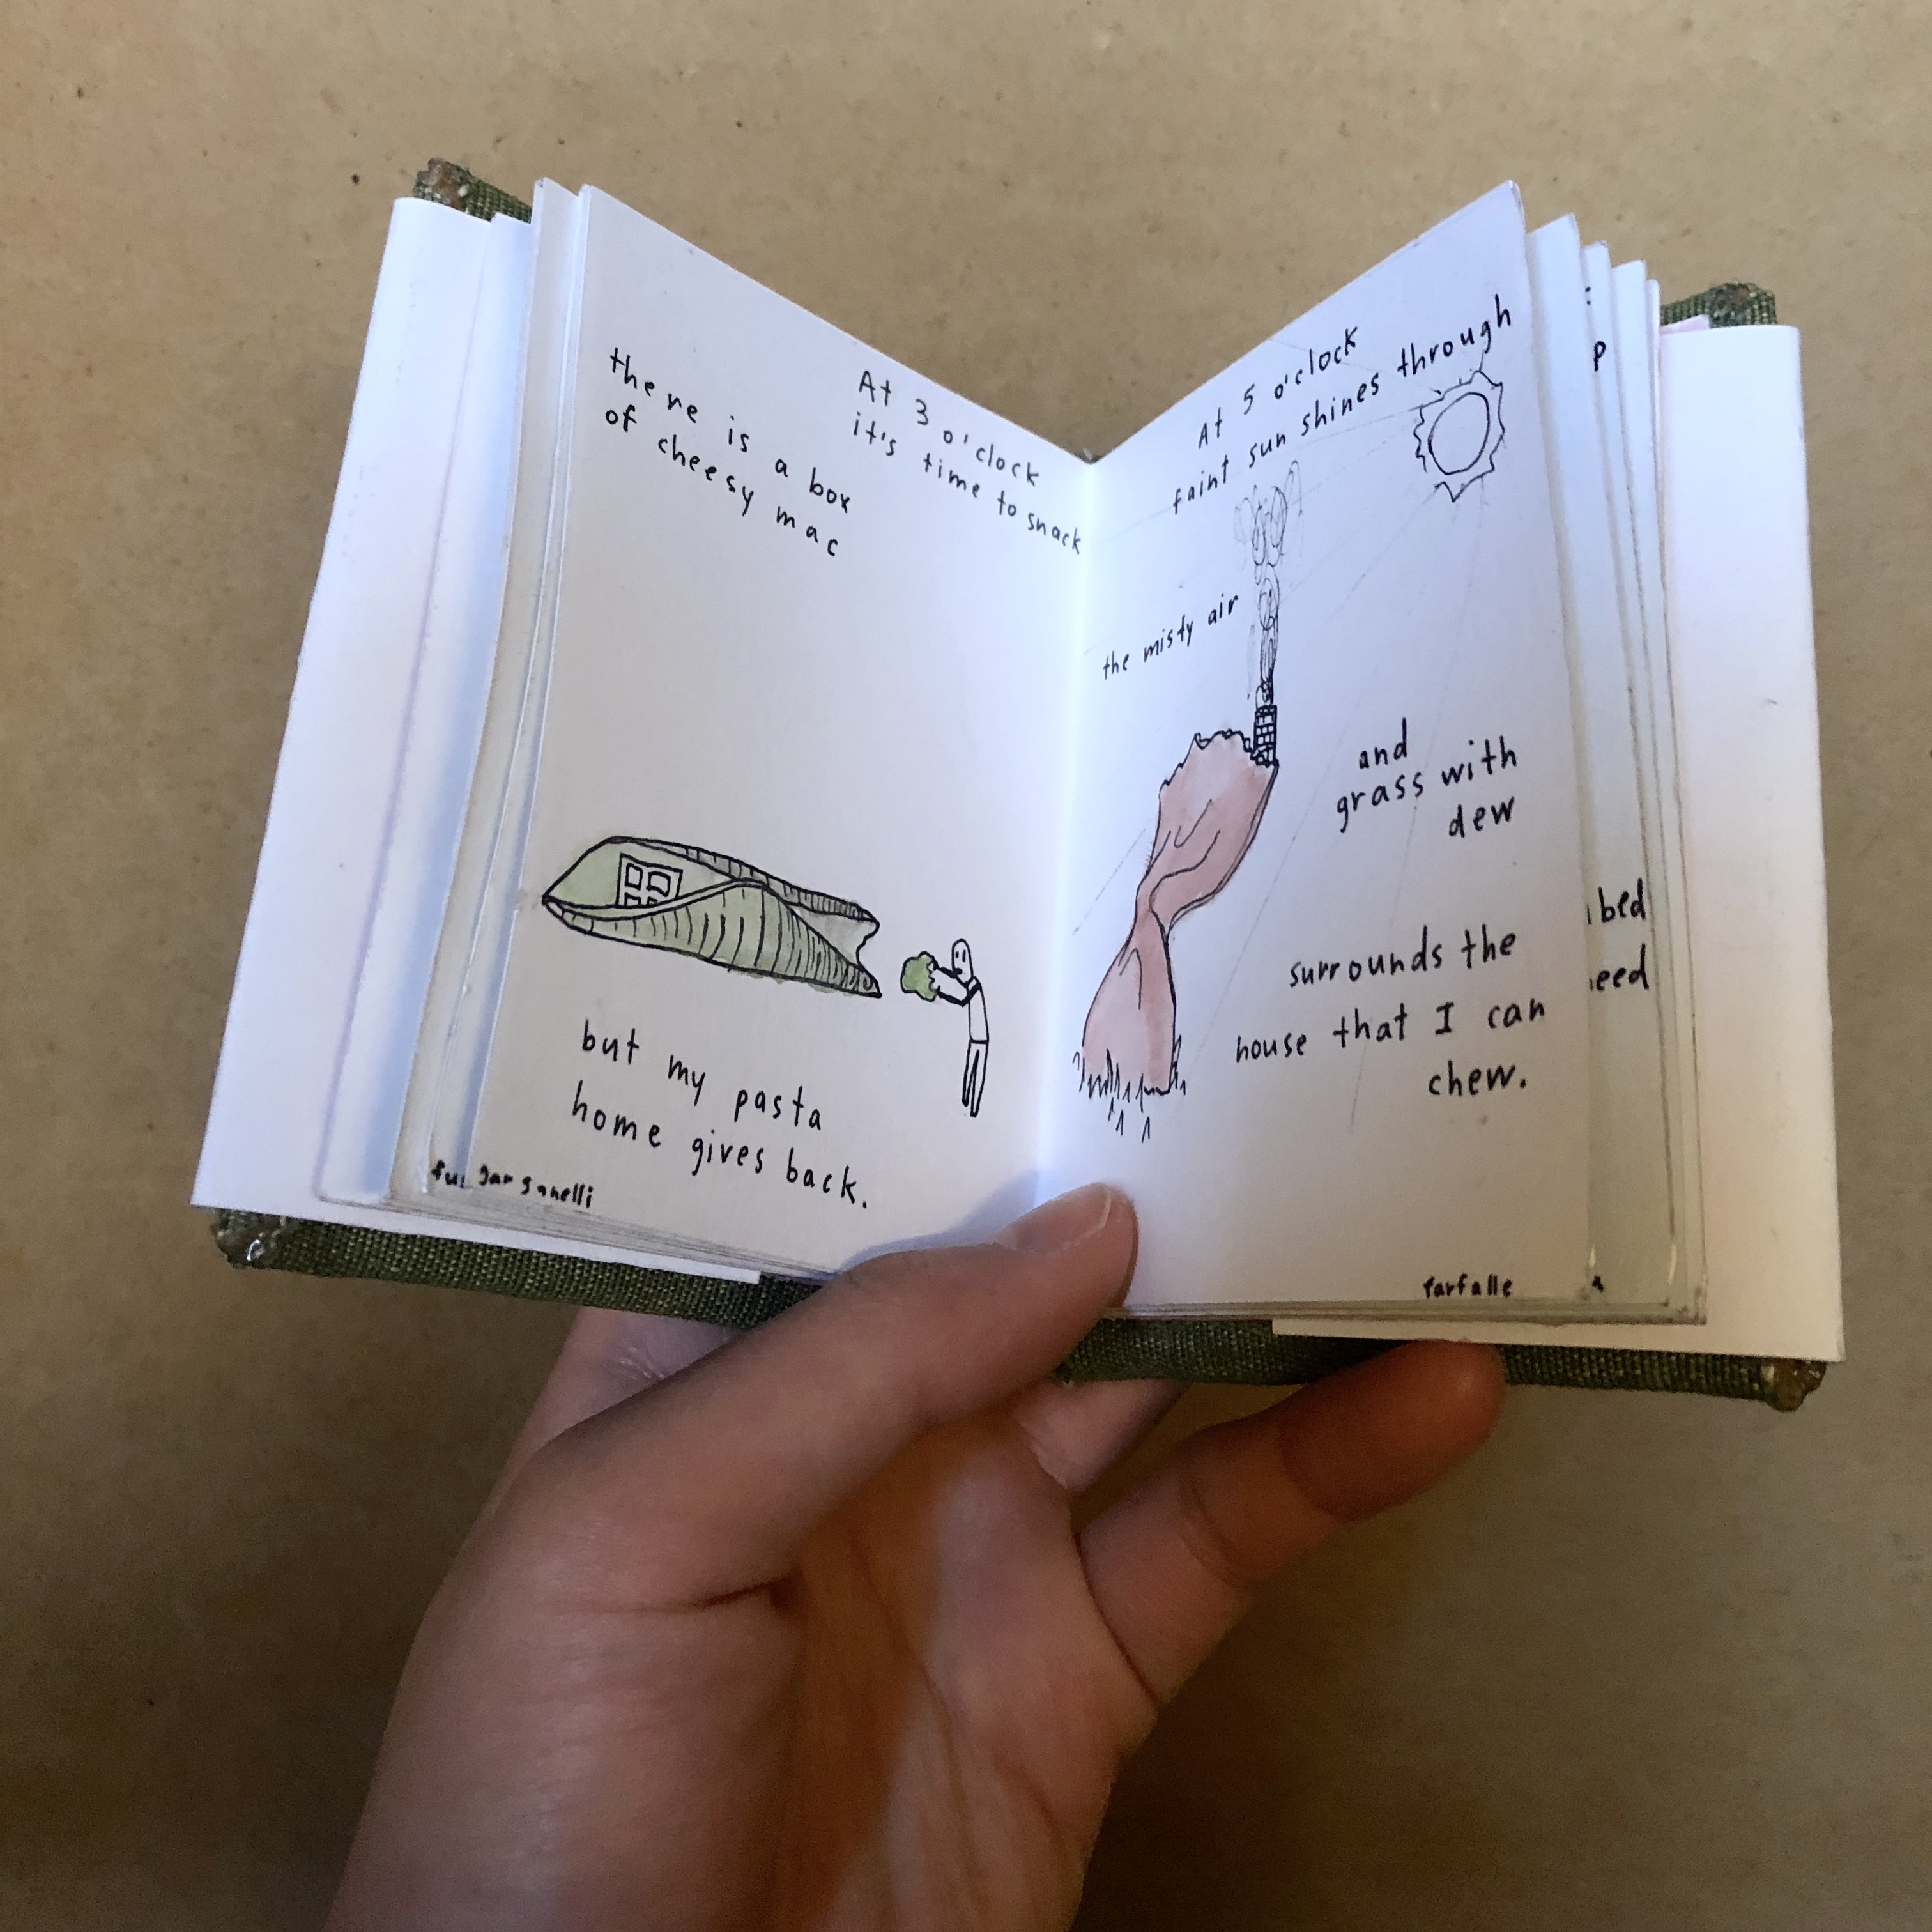 At 3 o'clock
it's time to snack
there is a box
of cheesy mac
but my pasta
home gives back.
garganelli
At 5 o'clock
faint sun shines through
the misty air
and
grass with
dew
surrounds the
house that I can
chew.
farfalle
p
bed
eed